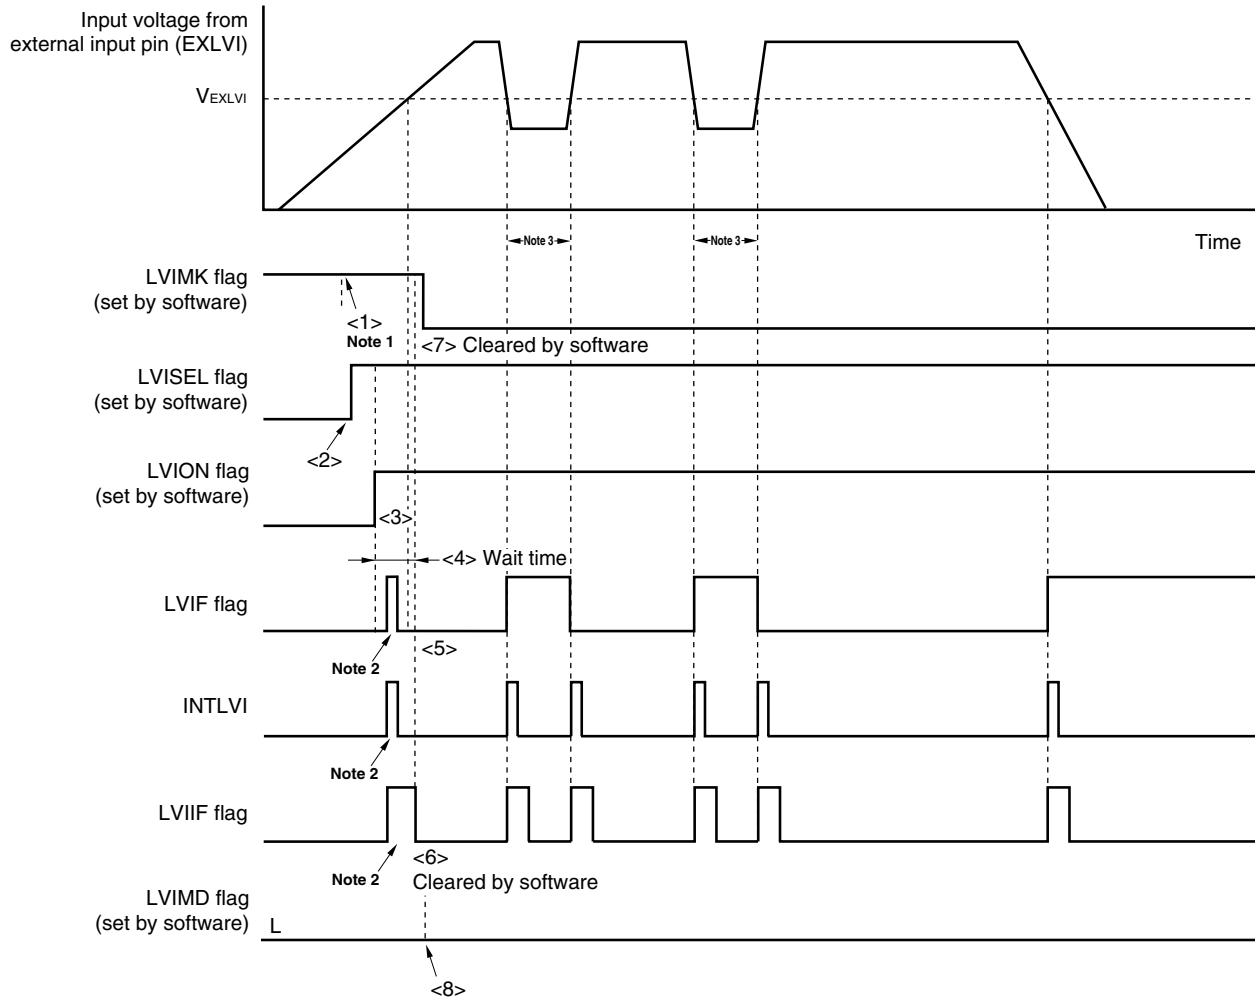 Input voltage from
external input pin (EXLVI)
VEXLVI
Note 3
Note 3
Time
LVIMK flag
(set by software)
<1>
Note 1
<7> Cleared by software
LVISEL flag
(set by software)
<2>
LVION flag
(set by software)
<3>
<4> Wait time
LVIF flag
Note 2
<5>
INTLVI
Note 2
LVIIF flag
Note 2
<6>
Cleared by software
LVIMD flag
(set by software)
L
<8>